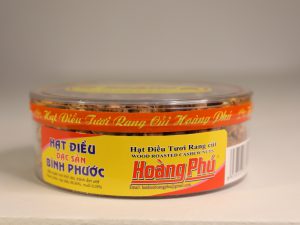 Hạt Điều Tươi Rang Củi Hoàng Phú
HẠT ĐIỀU
ĐẶC SẢN
BÌNH PHƯỚC
Hạt Điều Tươi Rang củi
WOOD ROASTED CASHEW NUTS
Hoàng Phú